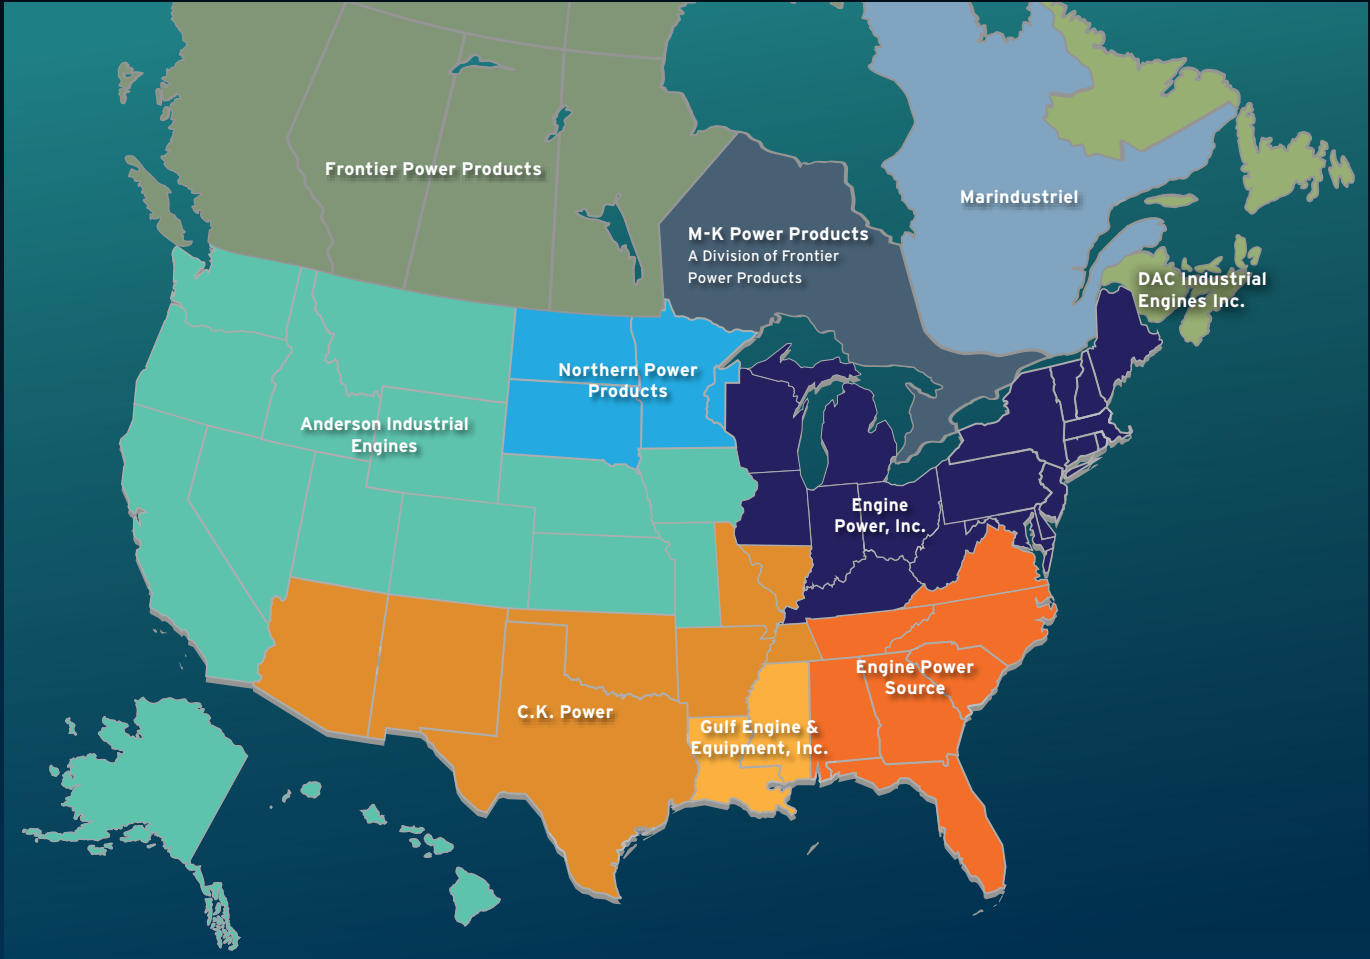 Frontier Power Products
Marindustriel
M-K Power Products
A Division of Frontier
Power Products
DAC Industrial
Engines Inc.
Northern Power
Products
Anderson Industrial
Engines
Engine
Power, Inc.
Engine Power
Source
C.K. Power
Gulf Engine &
Equipment, Inc.